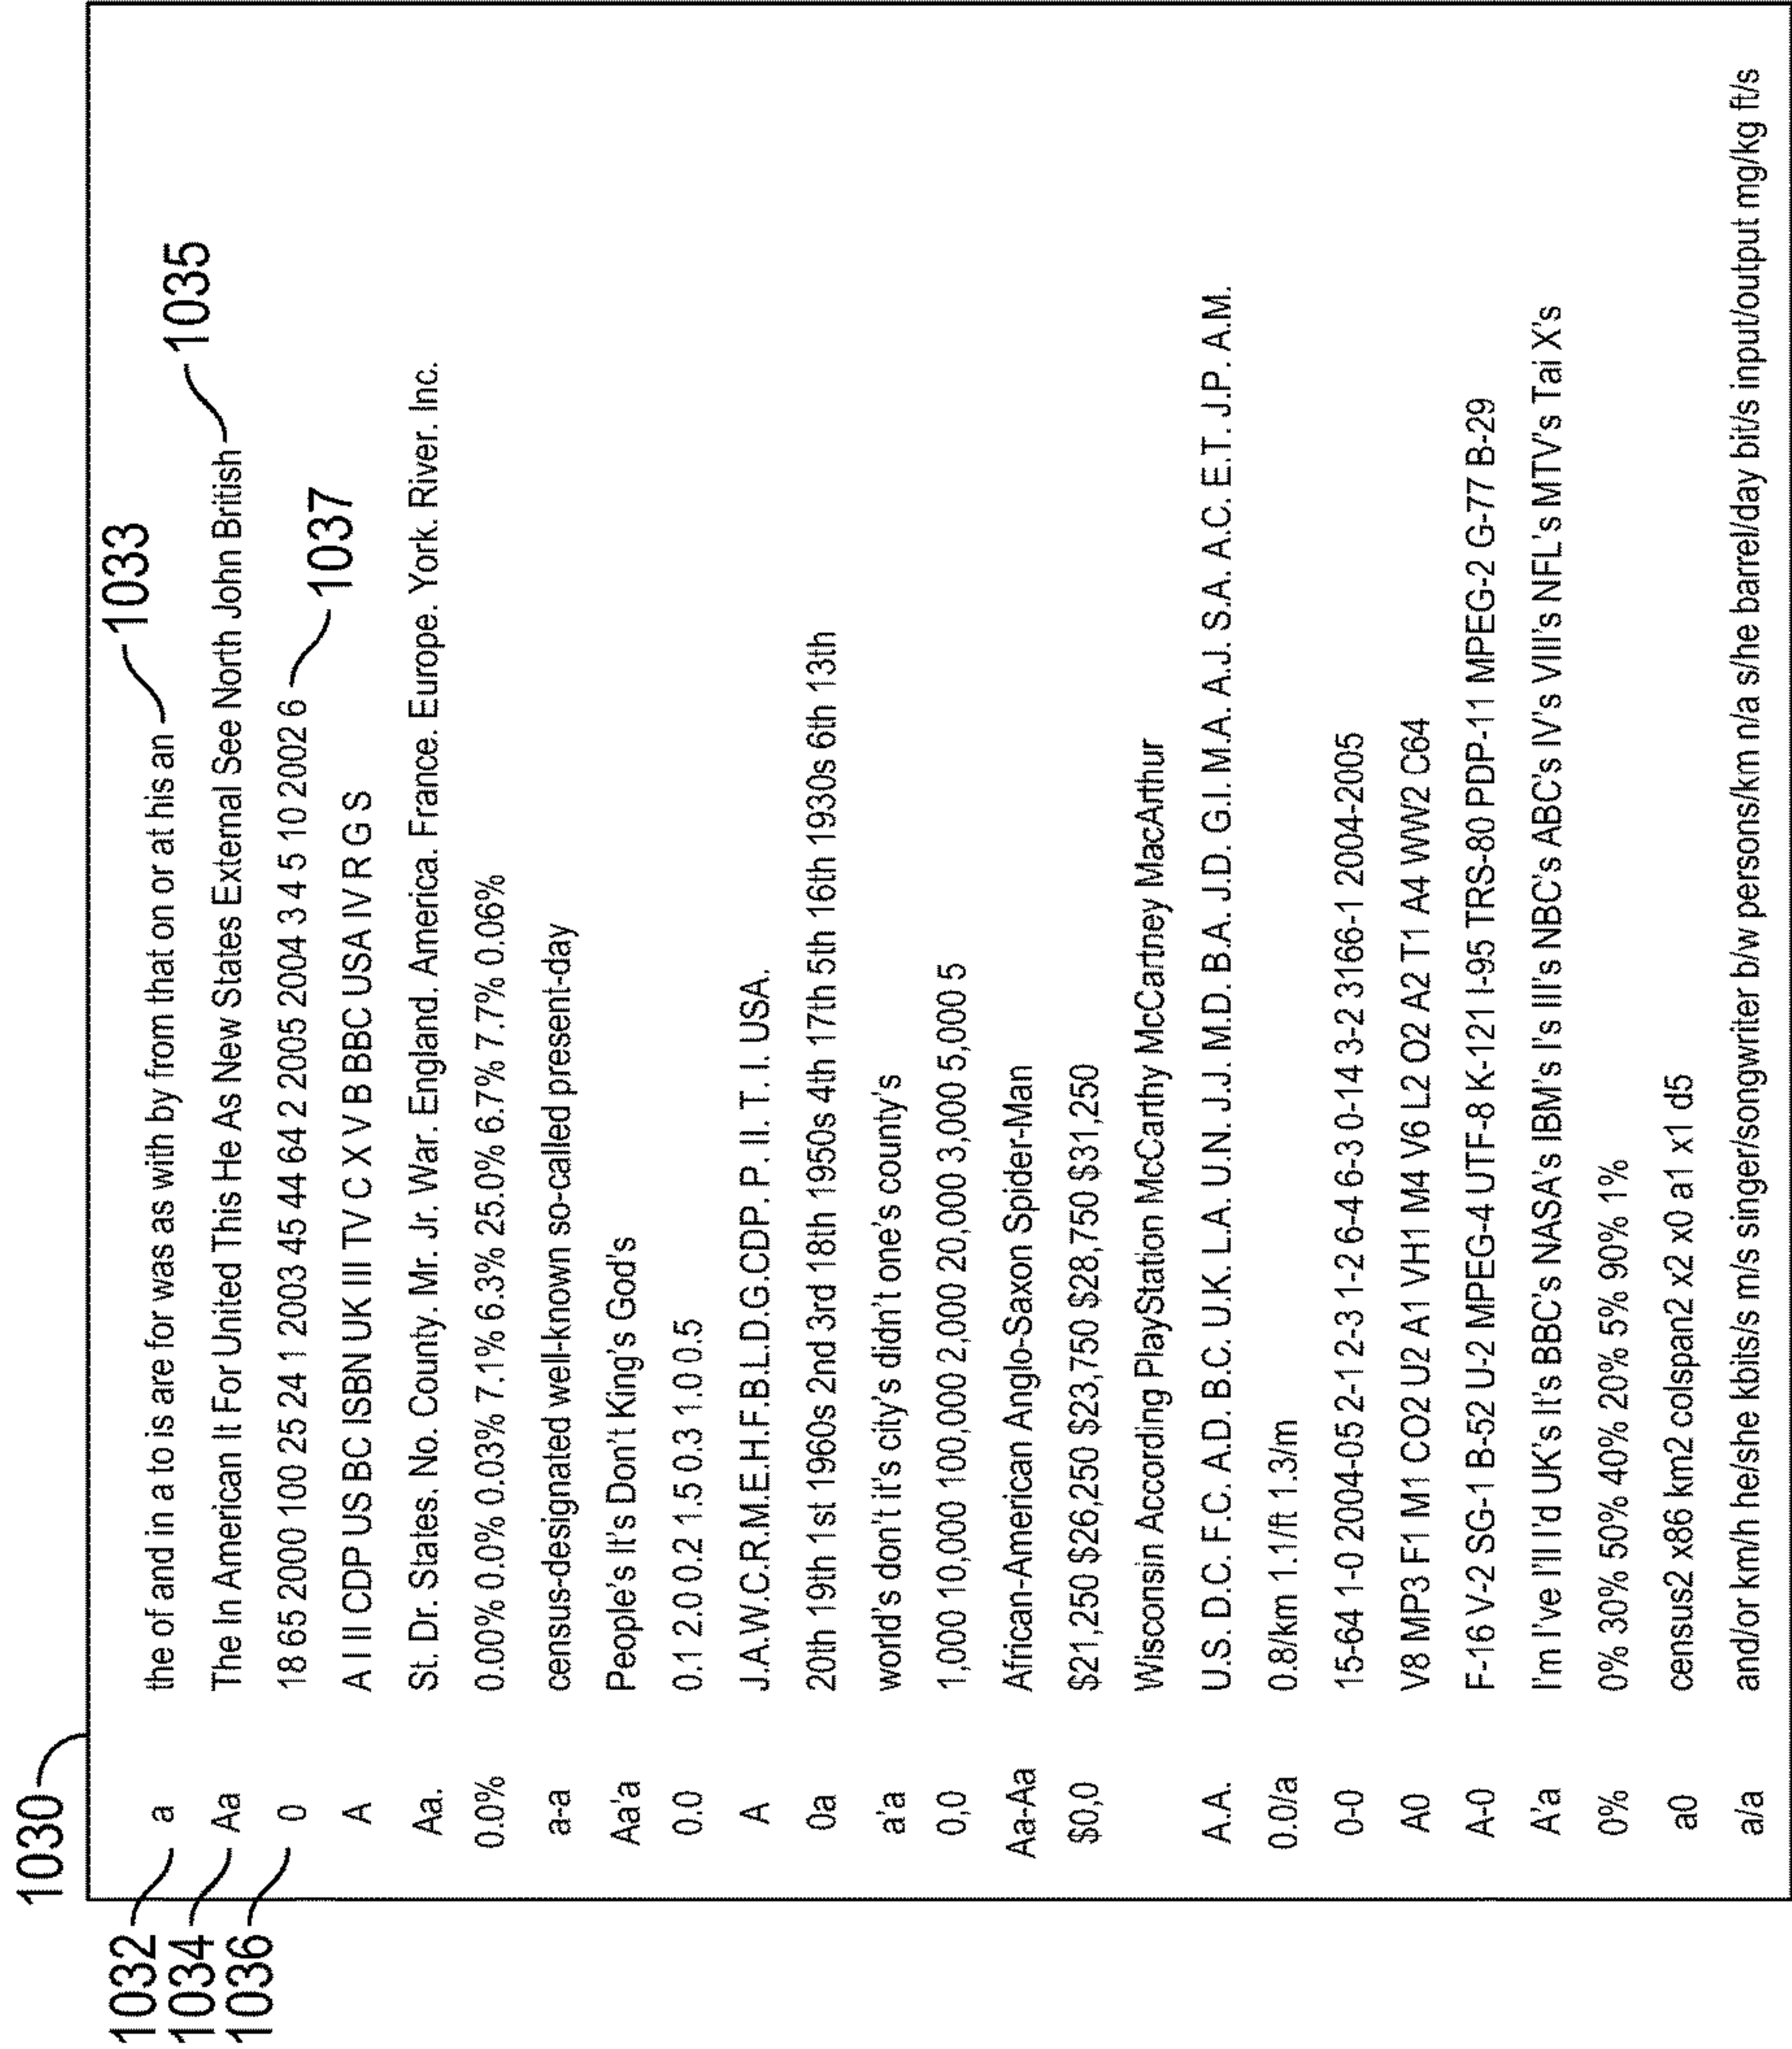 1030
1032
1034
1036
1033
1035
1037
a the of and in a to is are for was as with by from that on or at his an
Aa The In American It For United This He As New States External See North John British
0 18 65 2000 100 25 24 1 2003 45 44 64 2 2005 2004 3 4 5 10 2002 6
A A I II CDP US BC ISBN UK III TV C X V B BBC USA IV R G S
Aa. St. Dr. States. No. County. Mr. Jr. War. England. America. France. Europe. York. River. Inc.
0.0% 0.00% 0.0% 0.03% 7.1% 6.3% 25.0% 6.7% 7.7% 0.06%
a-a census-designated well-known so-called present-day
Aa'a People's It's Don't King's God's
0.0 0.1 2.0 0.2 1.5 0.3 1.0 0.5
A J.A.W.C.R.M.E.H.F.B.L.D.G.CDP. P. II. T. I. USA.
0a 20th 19th 1st 1960s 2nd 3rd 18th 1950s 4th 17th 5th 16th 1930s 6th 13th
a'a world's don't it's city's didn't one's county's
0,0 1,000 10,000 100,000 2,000 20,000 3,000 5,000 5
Aa-Aa African-American Anglo-Saxon Spider-Man
$0,0 $21,250 $26,250 $23,750 $28,750 $31,250
Wisconsin According PlayStation McCarthy McCartney MacArthur
A.A. U.S. D.C. F.C. A.D. B.C. U.K. L.A. U.N. J.J. M.D. B.A. J.D. G.I. M.A. A.J. S.A. A.C. E.T. J.P. A.M.
0.0/a 0.8/km 1.1/ft 1.3/m
0-0 15-64 1-0 2004-05 2-1 2-3 1-2 6-4 6-3 0-14 3-2 3166-1 2004-2005
A0 V8 MP3 F1 M1 CO2 U2 A1 VH1 M4 V6 L2 O2 A2 T1 A4 WW2 C64
A-0 F-16 V-2 SG-1 B-52 U-2 MPEG-4 UTF-8 K-121 I-95 TRS-80 PDP-11 MPEG-2 G-77 B-29
A'a I'm I've I'll I'd UK's It's BBC's NASA's IBM's I's III's NBC's ABC's IV's VIII's NFL's MTV's Tai X's
0% 0% 30% 50% 40% 20% 5% 90% 1%
a0 census2 x86 km2 colspan2 x2 x0 a1 x1 d5
a/a and/or km/h he/she kbits/s m/s singer/songwriter b/w persons/km n/a s/he barrel/day bit/s input/output mg/kg ft/s